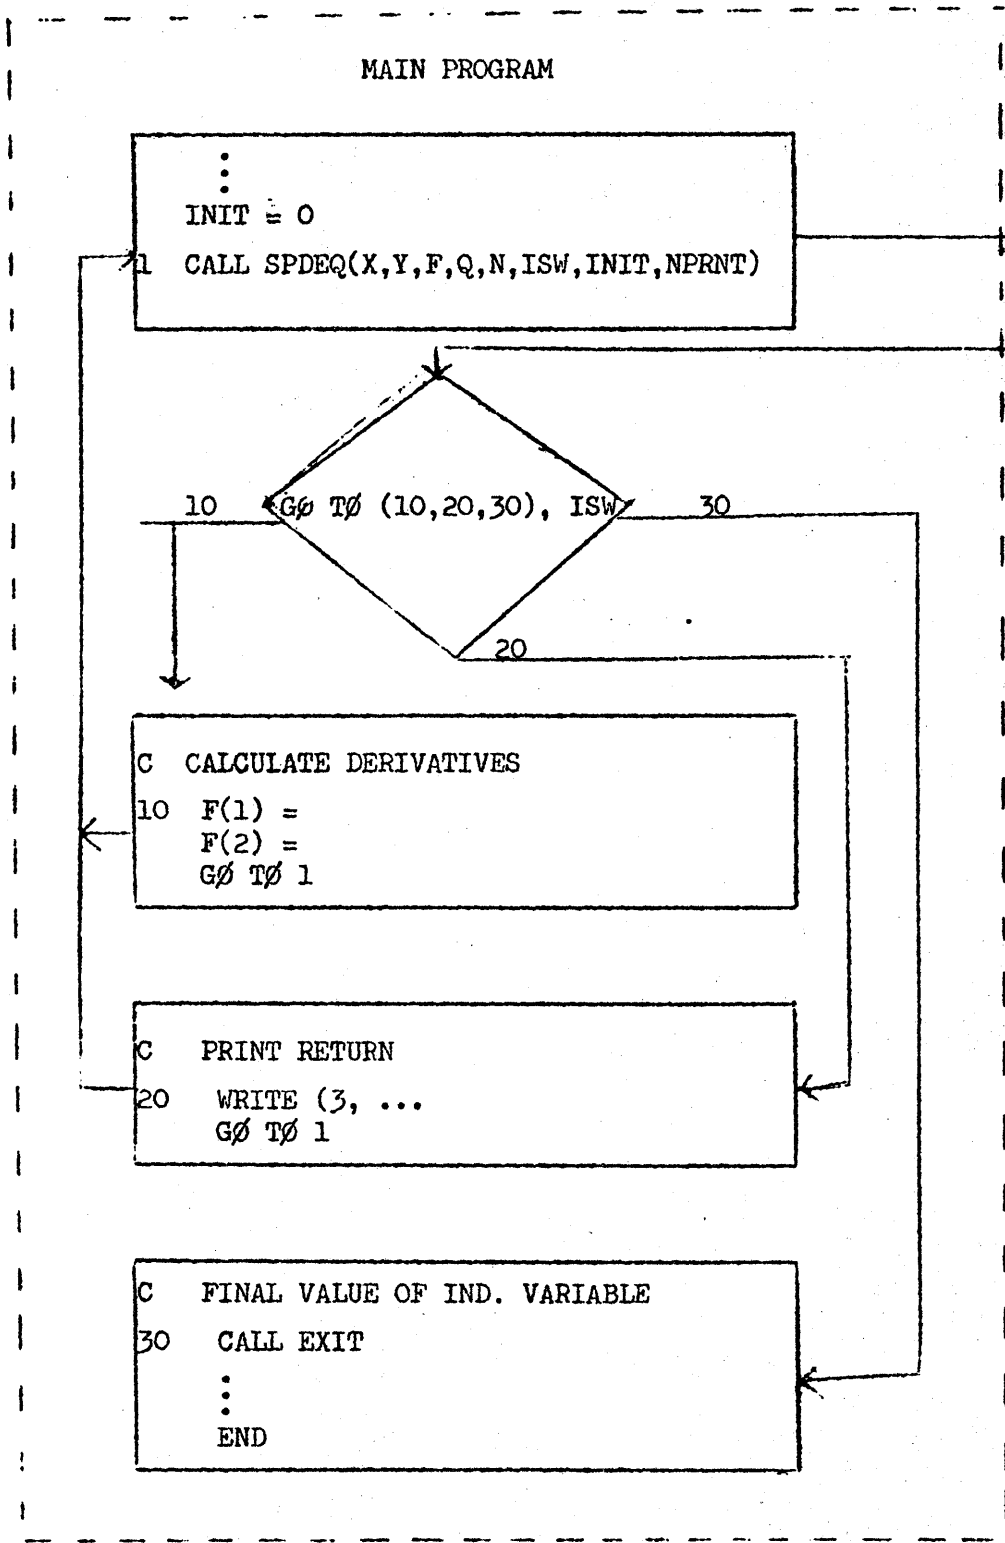 MAIN PROGRAM
INIT = 0
1 CALL SPDEQ(X,Y,F,Q,N,ISW,INIT,NPRNT)
10 GØ TØ (10,20,30), ISW 30
20
C CALCULATE DERIVATIVES
10 F(1) =
F(2) =
GØ TØ 1
C PRINT RETURN
20 WRITE (3, ...
GØ TØ 1
C FINAL VALUE OF IND. VARIABLE
30 CALL EXIT
END